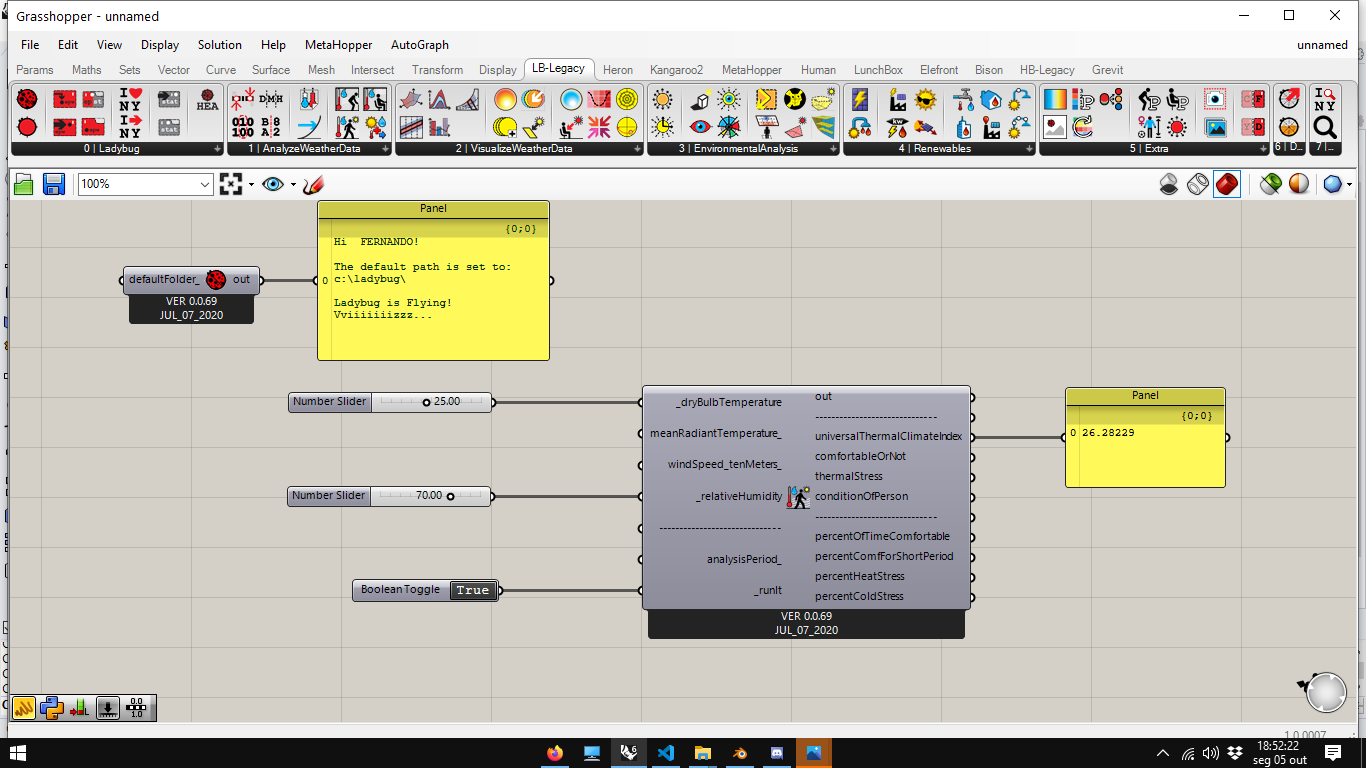 Grasshopper - unnamed
File Edit View Display Solution Help MetaHopper AutoGraph unnamed
Params Maths Sets Vector Curve Surface Mesh Intersect Transform Display LB-Legacy Heron Kangaroo2 MetaHopper Human LunchBox Elefront Bison HB-Legacy Grevit
0 | Ladybug 1 | AnalyzeWeatherData 2 | VisualizeWeatherData 3 | EnvironmentalAnalysis 4 | Renewables 5 | Extra 6 | D... 7 |...
100%
Panel
{0;0}
Hi FERNANDO!
The default path is set to:
defaultFolder_ out
0
c:\ladybug\
Ladybug is Flying!
Vviiiiiiizzz...
VER 0.0.69
JUL_07_2020
Number Slider 25.00
Number Slider 70.00
Boolean Toggle True
_dryBulbTemperature
meanRadiantTemperature_
windSpeed_tenMeters_
_relativeHumidity
------------------------------
analysisPeriod_
_runIt
out
------------------------------
universalThermalClimateIndex
comfortableOrNot
thermalStress
conditionOfPerson
------------------------------
percentOfTimeComfortable
percentComfForShortPeriod
percentHeatStress
percentColdStress
VER 0.0.69
JUL_07_2020
Panel
{0;0}
0 26.28229
0.0
1.0
1.0.0007
18:52:22
seg 05 out